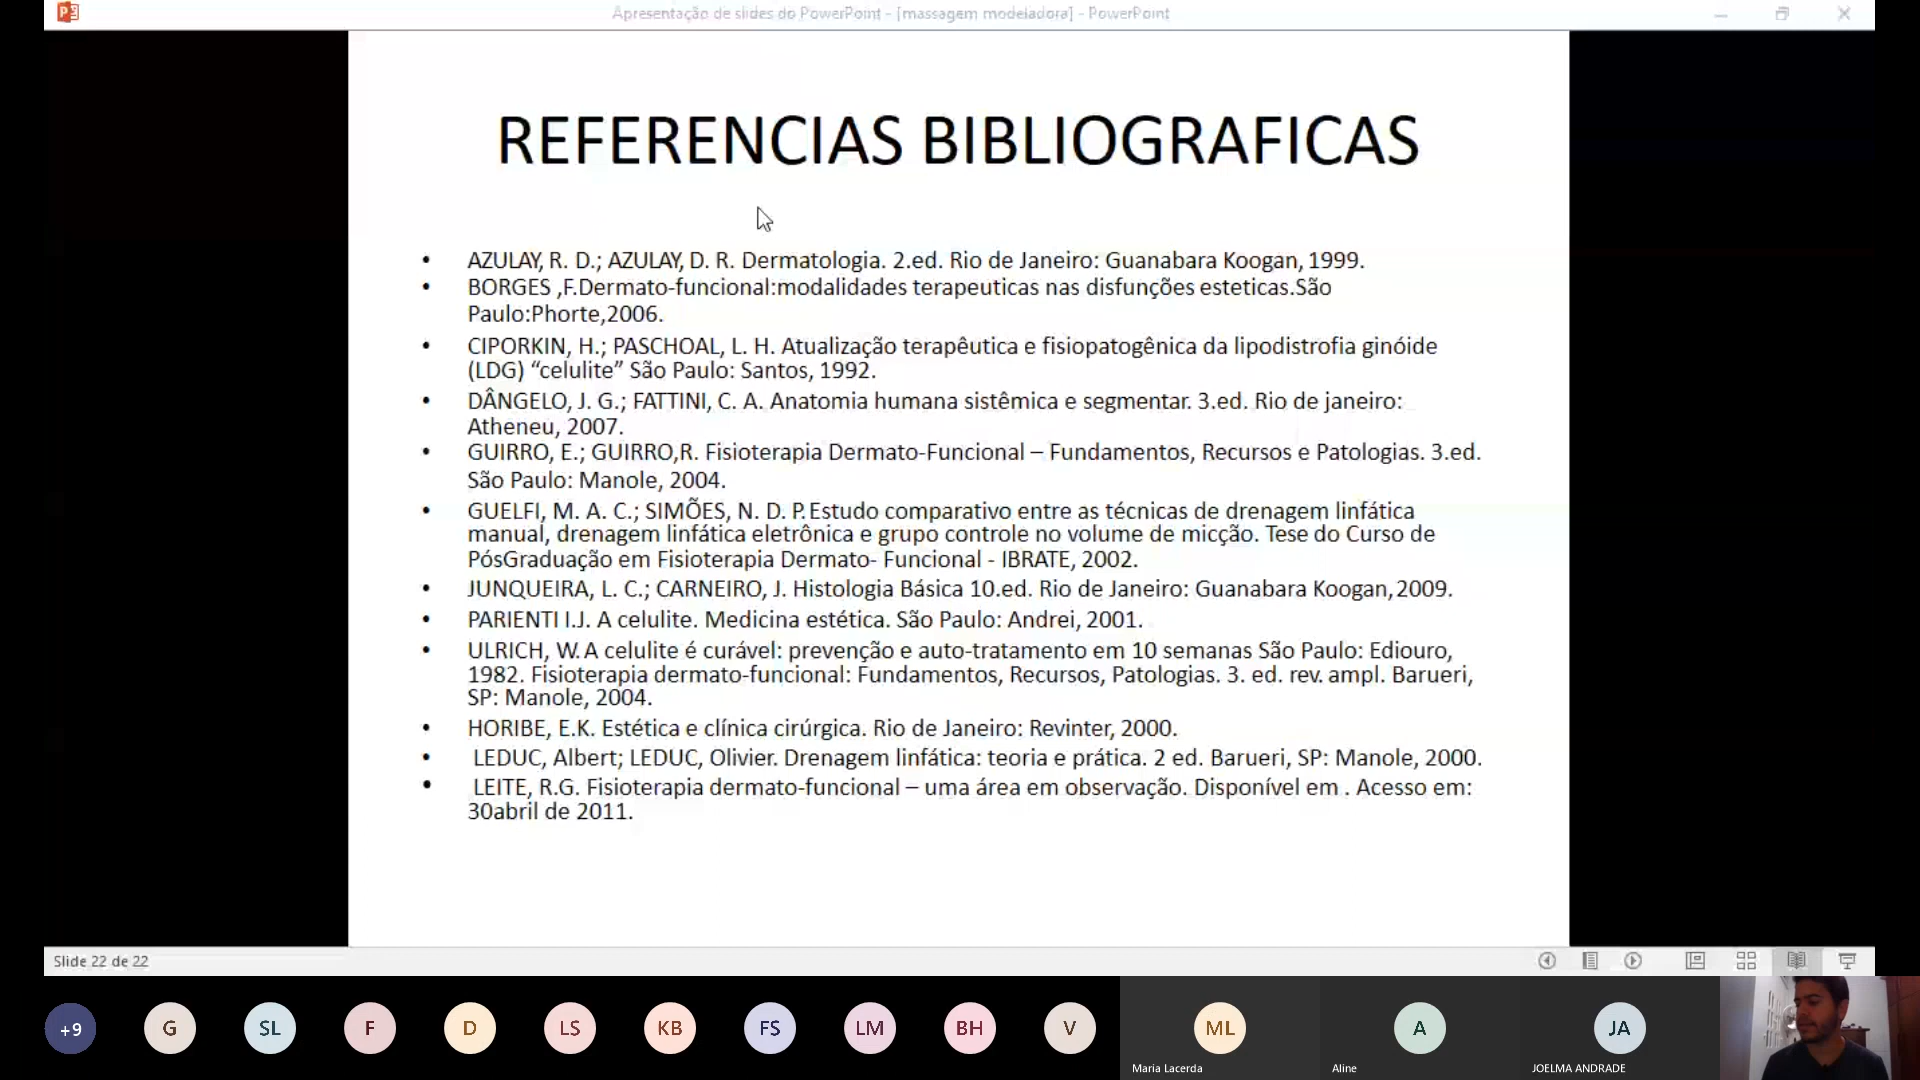 Apresentação de slides do PowerPoint - [massagem modeladora] - PowerPoint
REFERENCIAS BIBLIOGRAFICAS
• AZULAY, R. D.; AZULAY, D. R. Dermatologia. 2.ed. Rio de Janeiro: Guanabara Koogan, 1999.
• BORGES ,F.Dermato-funcional:modalidades terapeuticas nas disfunções esteticas.São
Paulo:Phorte,2006.
• CIPORKIN, H.; PASCHOAL, L. H. Atualização terapêutica e fisiopatogênica da lipodistrofia ginóide
(LDG) “celulite” São Paulo: Santos, 1992.
• DÂNGELO, J. G.; FATTINI, C. A. Anatomia humana sistêmica e segmentar. 3.ed. Rio de janeiro:
Atheneu, 2007.
• GUIRRO, E.; GUIRRO,R. Fisioterapia Dermato-Funcional – Fundamentos, Recursos e Patologias. 3.ed.
São Paulo: Manole, 2004.
• GUELFI, M. A. C.; SIMÕES, N. D. P. Estudo comparativo entre as técnicas de drenagem linfática
manual, drenagem linfática eletrônica e grupo controle no volume de micção. Tese do Curso de
PósGraduação em Fisioterapia Dermato- Funcional - IBRATE, 2002.
• JUNQUEIRA, L. C.; CARNEIRO, J. Histologia Básica 10.ed. Rio de Janeiro: Guanabara Koogan, 2009.
• PARIENTI I.J. A celulite. Medicina estética. São Paulo: Andrei, 2001.
• ULRICH, W. A celulite é curável: prevenção e auto-tratamento em 10 semanas São Paulo: Ediouro,
1982. Fisioterapia dermato-funcional: Fundamentos, Recursos, Patologias. 3. ed. rev. ampl. Barueri,
SP: Manole, 2004.
• HORIBE, E.K. Estética e clínica cirúrgica. Rio de Janeiro: Revinter, 2000.
• LEDUC, Albert; LEDUC, Olivier. Drenagem linfática: teoria e prática. 2 ed. Barueri, SP: Manole, 2000.
• LEITE, R.G. Fisioterapia dermato-funcional – uma área em observação. Disponível em . Acesso em:
30abril de 2011.
Slide 22 de 22
+9 G SL F D LS KB FS LM BH V ML A JA
Maria Lacerda Aline JOELMA ANDRADE